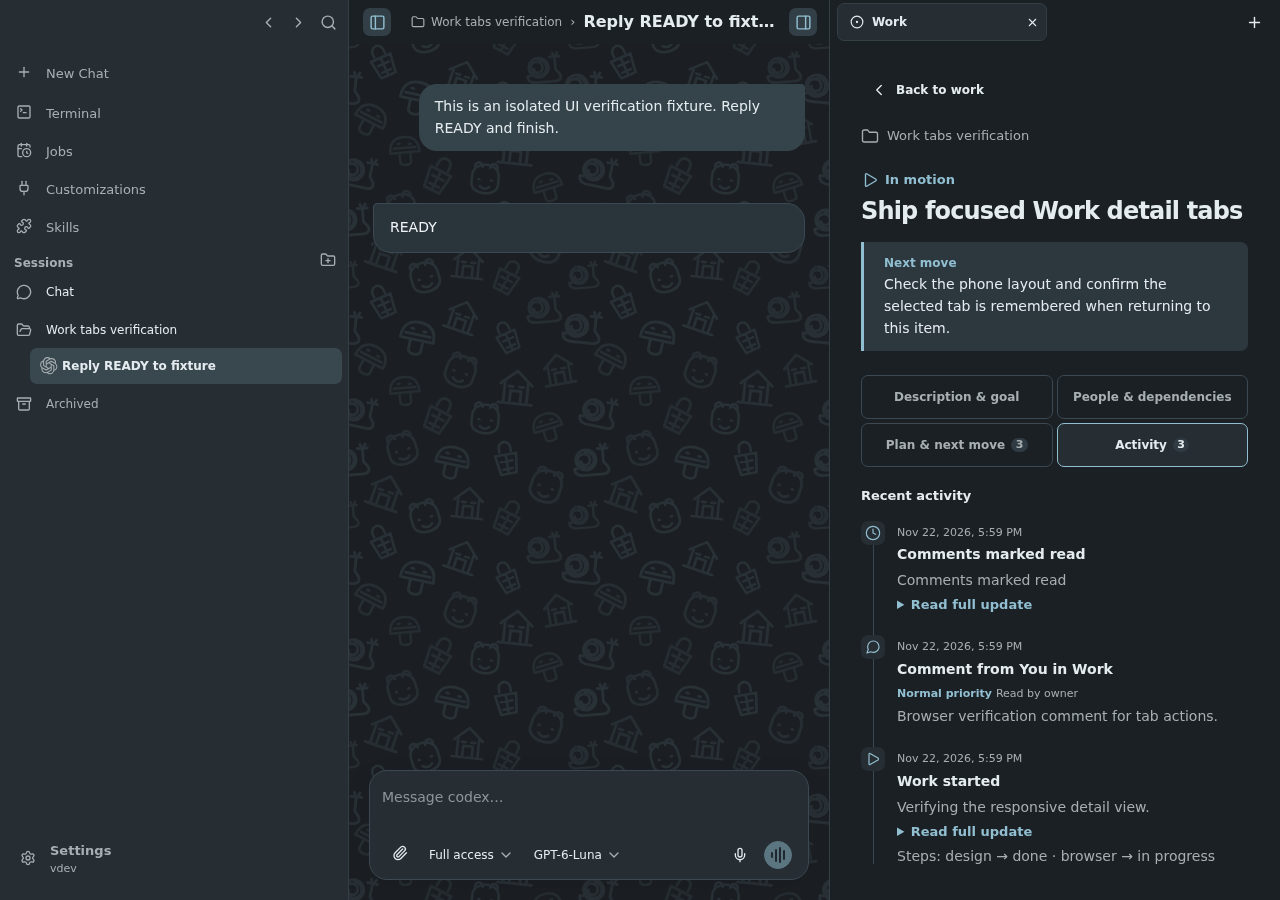 New Chat
Terminal
Jobs
Customizations
Skills
Sessions
Chat
Work tabs verification
Reply READY to fixture
Archived
Settings
vdev
Work tabs verification › Reply READY to fixt...
This is an isolated UI verification fixture. Reply
READY and finish.
READY
Message codex...
Full access
GPT-6-Luna
Work
Back to work
Work tabs verification
In motion
Ship focused Work detail tabs
Next move
Check the phone layout and confirm the
selected tab is remembered when returning to
this item.
Description & goal
People & dependencies
Plan & next move 3
Activity 3
Recent activity
Nov 22, 2026, 5:59 PM
Comments marked read
Comments marked read
Read full update
Nov 22, 2026, 5:59 PM
Comment from You in Work
Normal priority Read by owner
Browser verification comment for tab actions.
Nov 22, 2026, 5:59 PM
Work started
Verifying the responsive detail view.
Read full update
Steps: design → done · browser → in progress